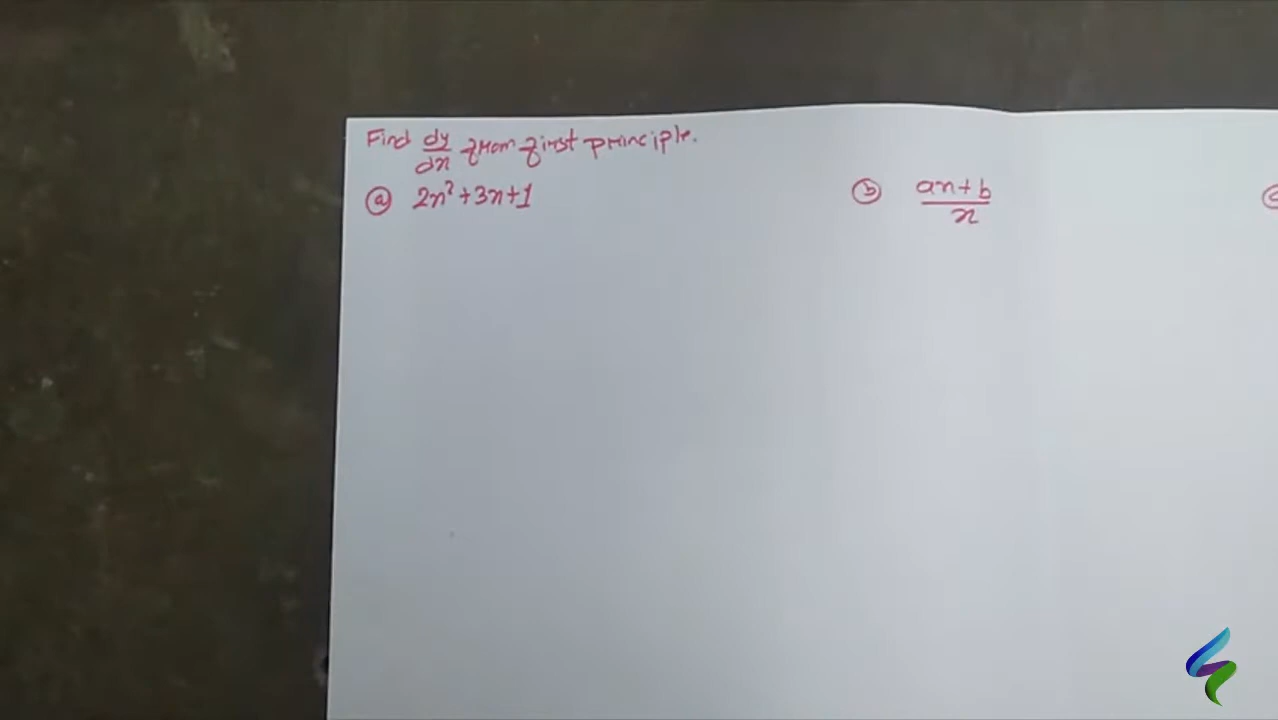 Find dy/dx from first principle.
ⓐ 2x²+3x+1
ⓑ ax+b/x